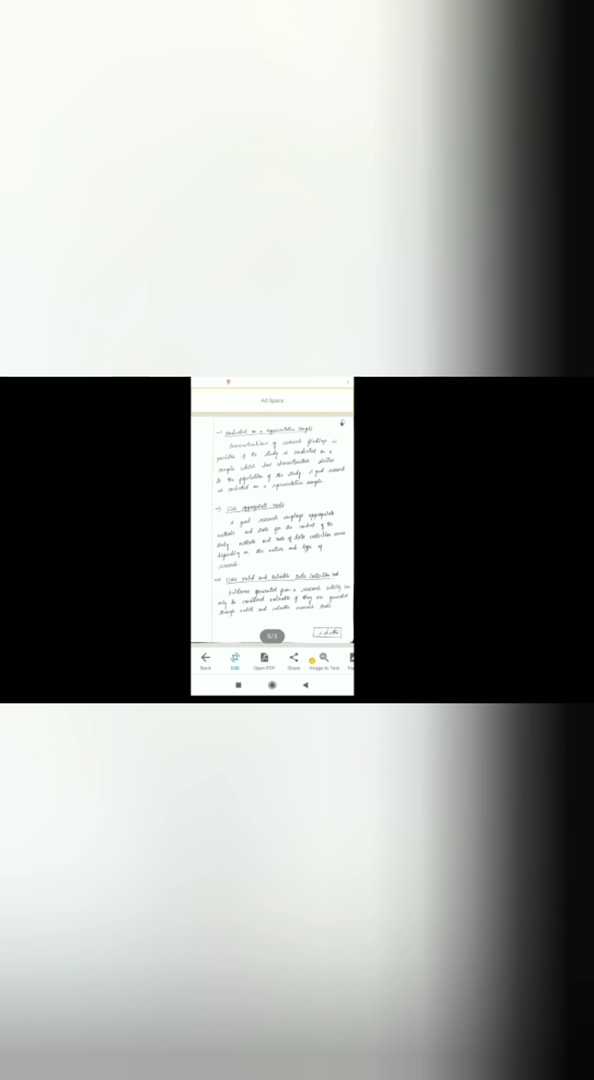 Ad Space
-> Conducted on a representative sample
Generalizations of research findings is
possible if the study is conducted on a
sample which has characteristics similar
to the population of the study. A good research
is conducted on a representative sample.
-> Uses appropriate tools
A good research employs appropriate
methods and tools for the conduct of the
study. methods and tools of data collection varies
depending on the nature and type of
research.
-> Uses valid and Reliable Data Collection tool
Evidence generated from a research activity can
only be considered valuable if they are generated
through valid and reliable research tools.
3/3
Back
Edit
Open PDF
Share
Image to Text